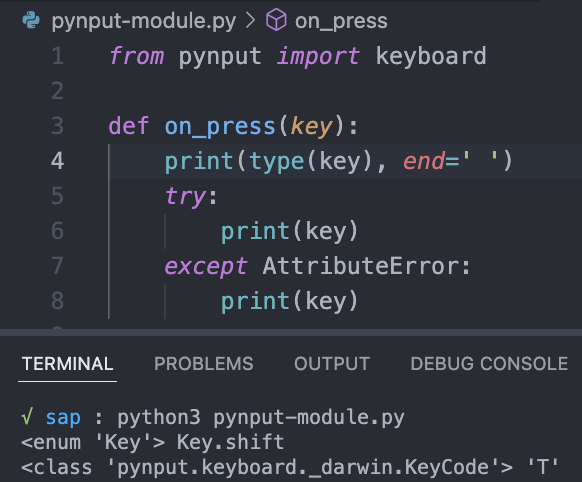 pynput-module.py > on_press
1 from pynput import keyboard
2
3 def on_press(key):
4     print(type(key), end=' ')
5     try:
6         print(key)
7     except AttributeError:
8         print(key)
TERMINAL PROBLEMS OUTPUT DEBUG CONSOLE
√ sap : python3 pynput-module.py
<enum 'Key'> Key.shift
<class 'pynput.keyboard._darwin.KeyCode'> 'T'